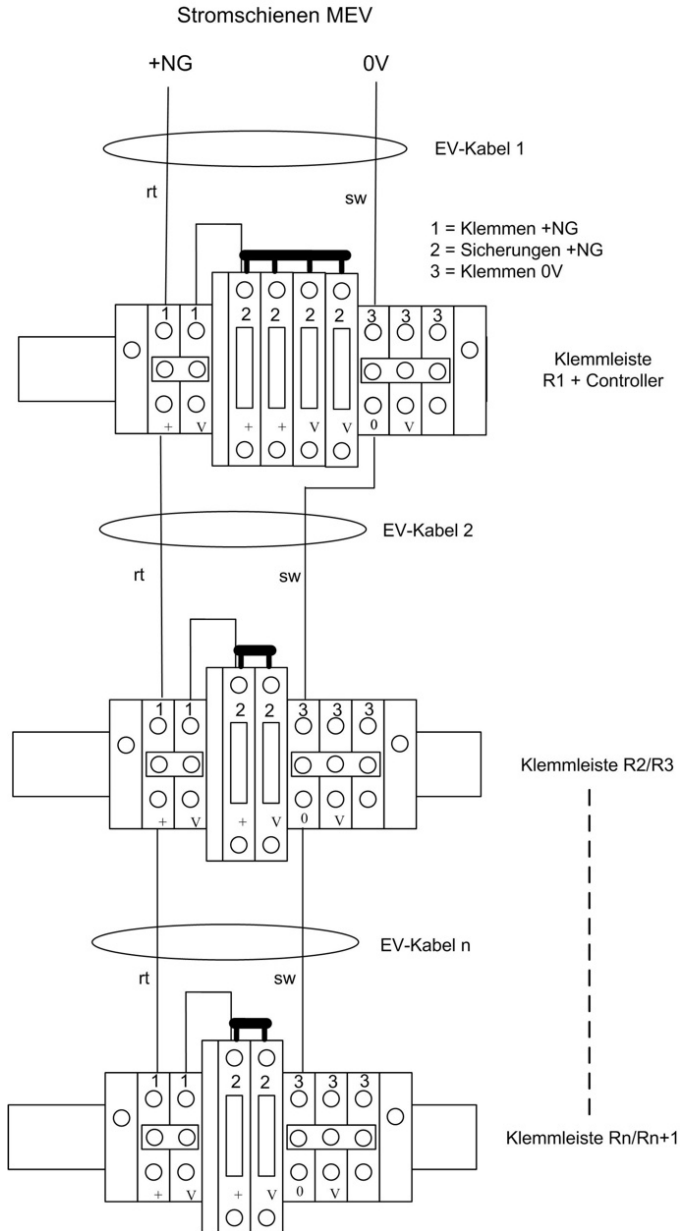 Stromschienen MEV
+NG 0V
EV-Kabel 1
rt sw
1 = Klemmen +NG
2 = Sicherungen +NG
3 = Klemmen 0V
1 1 2 2 2 2 3 3 3
+ V + + V V 0 V
Klemmleiste
R1 + Controller
EV-Kabel 2
rt sw
1 1 2 2 3 3 3
+ V + V 0 V
Klemmleiste R2/R3
EV-Kabel n
rt sw
1 1 2 2 3 3 3
+ V + V 0 V
Klemmleiste Rn/Rn+1